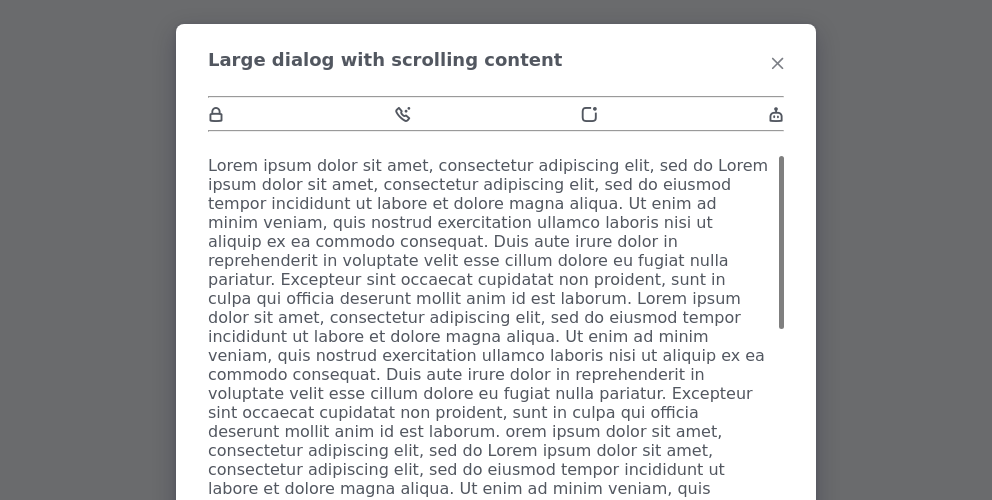 Large dialog with scrolling content
Lorem ipsum dolor sit amet, consectetur adipiscing elit, sed do Lorem
ipsum dolor sit amet, consectetur adipiscing elit, sed do eiusmod
tempor incididunt ut labore et dolore magna aliqua. Ut enim ad
minim veniam, quis nostrud exercitation ullamco laboris nisi ut
aliquip ex ea commodo consequat. Duis aute irure dolor in
reprehenderit in voluptate velit esse cillum dolore eu fugiat nulla
pariatur. Excepteur sint occaecat cupidatat non proident, sunt in
culpa qui officia deserunt mollit anim id est laborum. Lorem ipsum
dolor sit amet, consectetur adipiscing elit, sed do eiusmod tempor
incididunt ut labore et dolore magna aliqua. Ut enim ad minim
veniam, quis nostrud exercitation ullamco laboris nisi ut aliquip ex ea
commodo consequat. Duis aute irure dolor in reprehenderit in
voluptate velit esse cillum dolore eu fugiat nulla pariatur. Excepteur
sint occaecat cupidatat non proident, sunt in culpa qui officia
deserunt mollit anim id est laborum. orem ipsum dolor sit amet,
consectetur adipiscing elit, sed do Lorem ipsum dolor sit amet,
consectetur adipiscing elit, sed do eiusmod tempor incididunt ut
labore et dolore magna aliqua. Ut enim ad minim veniam, quis